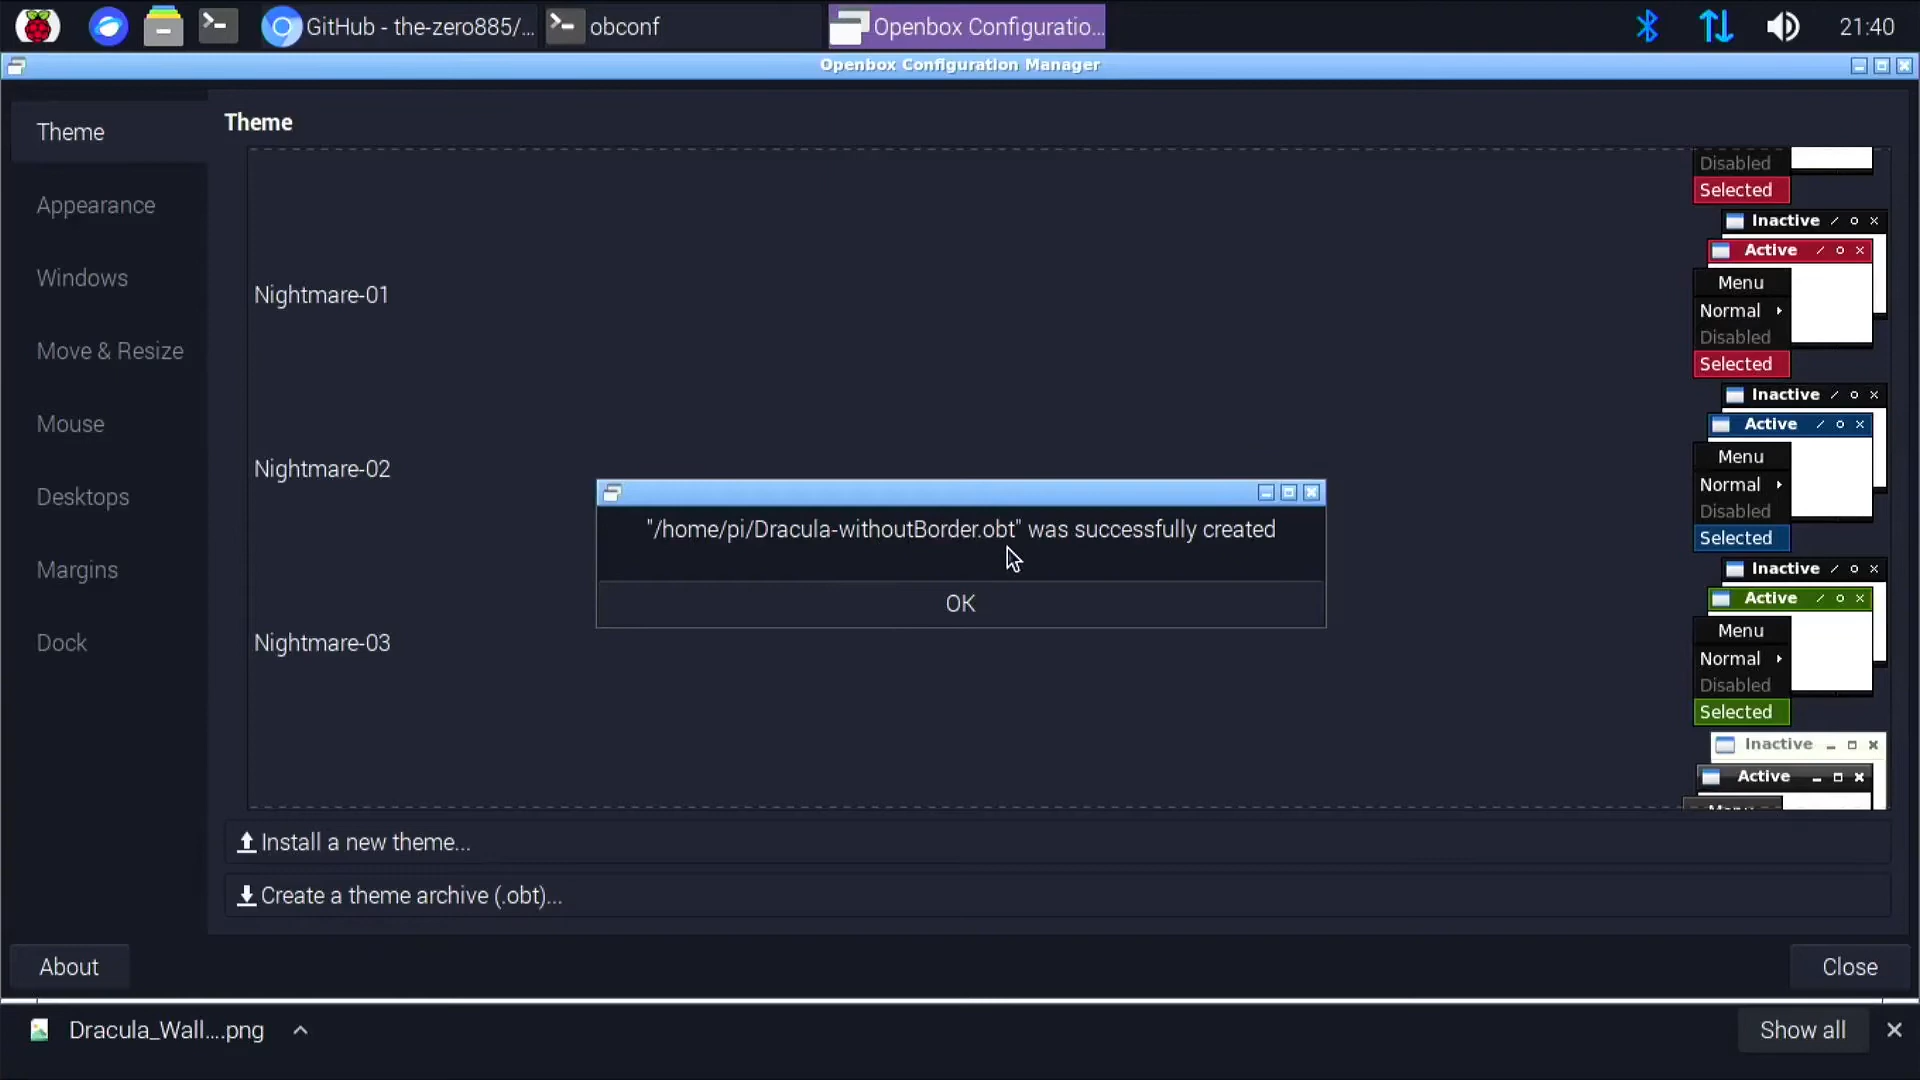 GitHub - the-zero885/...
obconf
Openbox Configuratio...
21:40
Openbox Configuration Manager
Theme
Appearance
Windows
Move & Resize
Mouse
Desktops
Margins
Dock
Theme
Disabled
Selected
Nightmare-01
Inactive
Active
Menu
Normal
Disabled
Selected
Nightmare-02
Inactive
Active
Menu
Normal
Disabled
Selected
Nightmare-03
Inactive
Active
Menu
Normal
Disabled
Selected
Inactive
Active
"/home/pi/Dracula-withoutBorder.obt" was successfully created
OK
Install a new theme...
Create a theme archive (.obt)...
About
Close
Dracula_Wall....png
Show all